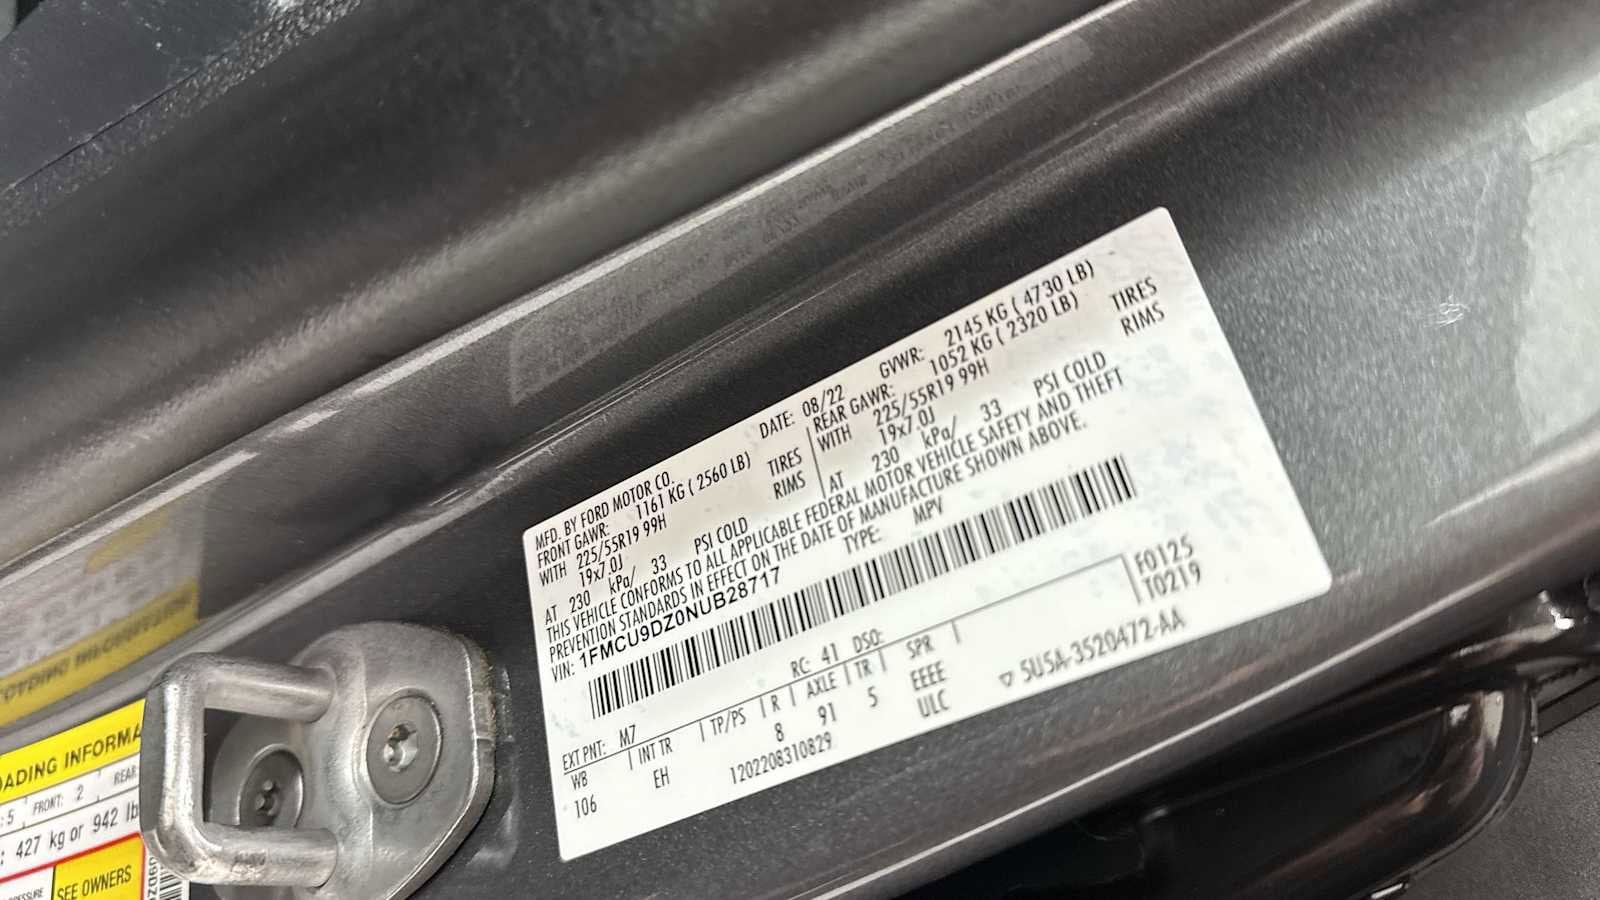 MFD. BY FORD MOTOR CO.
DATE: 08/22 GVWR: 2145 KG ( 4730 LB)
FRONT GAWR: 1161 KG ( 2560 LB)
REAR GAWR: 1052 KG ( 2320 LB)
WITH 225/55R19 99H TIRES
WITH 225/55R19 99H TIRES
19x7.0J RIMS
19x7.0J RIMS
AT 230 kPa/ 33 PSI COLD
AT 230 kPa/ 33 PSI COLD
THIS VEHICLE CONFORMS TO ALL APPLICABLE FEDERAL MOTOR VEHICLE SAFETY AND THEFT
PREVENTION STANDARDS IN EFFECT ON THE DATE OF MANUFACTURE SHOWN ABOVE.
VIN: 1FMCU9DZ0NUB28717 TYPE: MPV
F0125
T0219
EXT PNT: M7 RC: 41 DSO:
WB INT TR TP/PS R AXLE TR SPR
106 EH 8 91 5 EEEE
1202208310829 ULC
5U5A-3520472-AA
OADING INFORMA
:5 FRONT: 2 REAR
: 427 kg or 942 lb
PRESSURE
SEE OWNERS